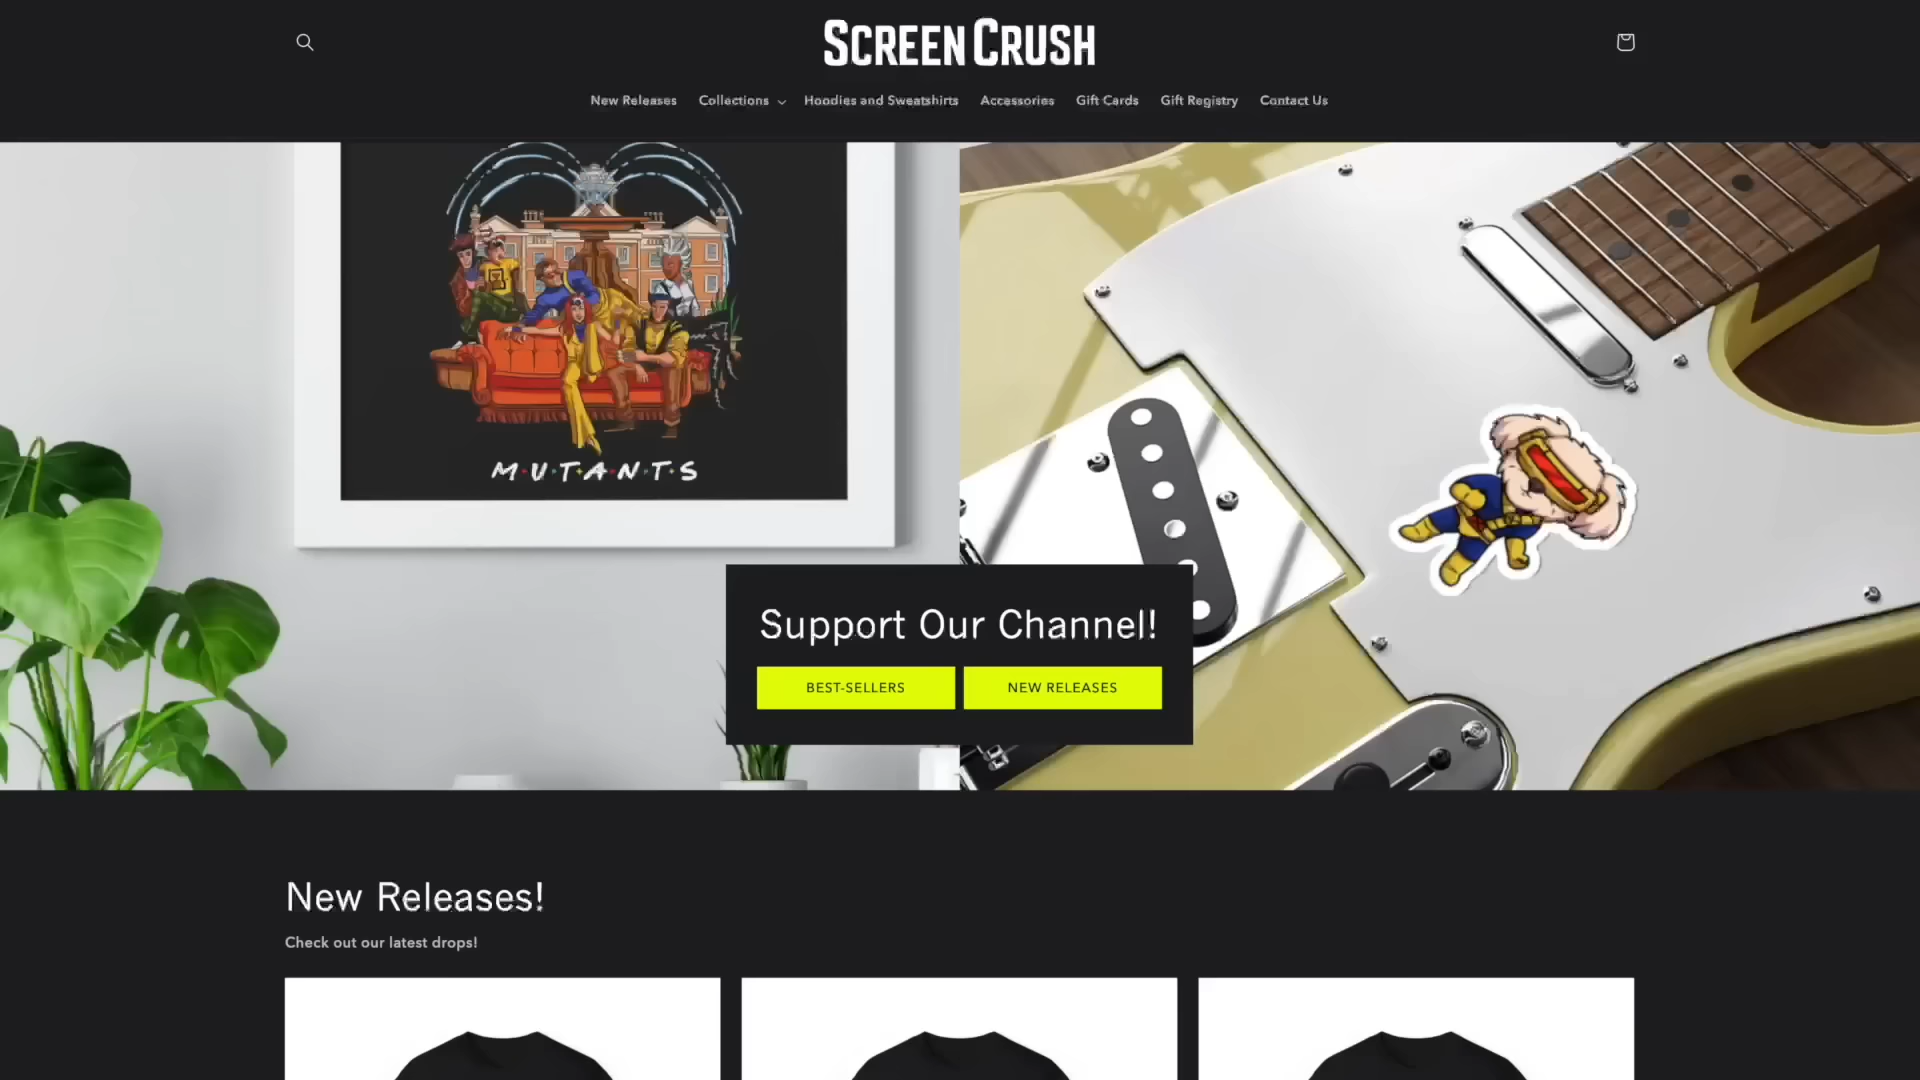 SCREEN CRUSH
New Releases
Collections
Hoodies and Sweatshirts
Accessories
Gift Cards
Gift Registry
Contact Us
M·U·T·A·N·T·S
Support Our Channel!
BEST-SELLERS
NEW RELEASES
New Releases!
Check out our latest drops!